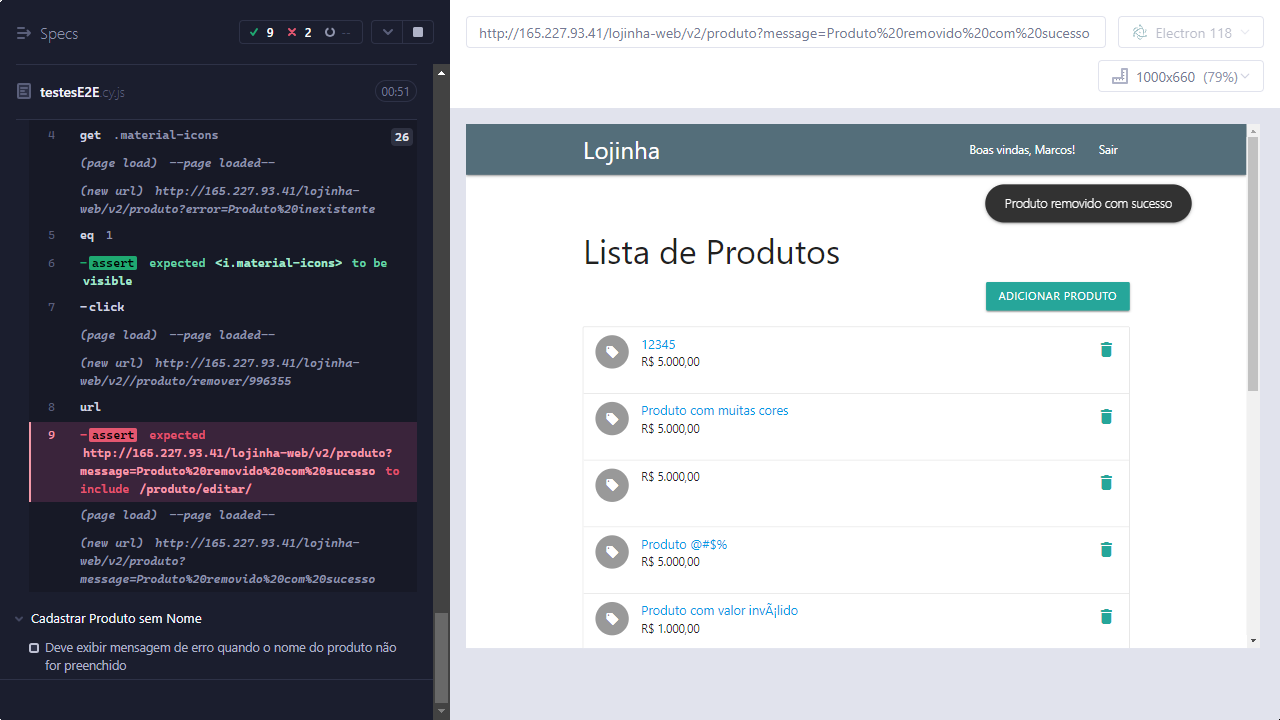 Specs
9
2
--
testesE2E.cy.js
00:51
4 get .material-icons 26
(page load) --page loaded--
(new url) http://165.227.93.41/lojinha-
web/v2/produto?error=Produto%20inexistente
5 eq 1
6 -assert expected <i.material-icons> to be
visible
7 -click
(page load) --page loaded--
(new url) http://165.227.93.41/lojinha-
web/v2//produto/remover/996355
8 url
9 -assert expected
http://165.227.93.41/lojinha-web/v2/produto?
message=Produto%20removido%20com%20sucesso to
include /produto/editar/
(page load) --page loaded--
(new url) http://165.227.93.41/lojinha-
web/v2/produto?
message=Produto%20removido%20com%20sucesso
Cadastrar Produto sem Nome
Deve exibir mensagem de erro quando o nome do produto não
for preenchido
http://165.227.93.41/lojinha-web/v2/produto?message=Produto%20removido%20com%20sucesso
Electron 118
1000x660 (79%)
Lojinha
Boas vindas, Marcos!
Sair
Produto removido com sucesso
Lista de Produtos
ADICIONAR PRODUTO
12345
R$ 5.000,00
Produto com muitas cores
R$ 5.000,00
R$ 5.000,00
Produto @#$%
R$ 5.000,00
Produto com valor invÃ¡lido
R$ 1.000,00